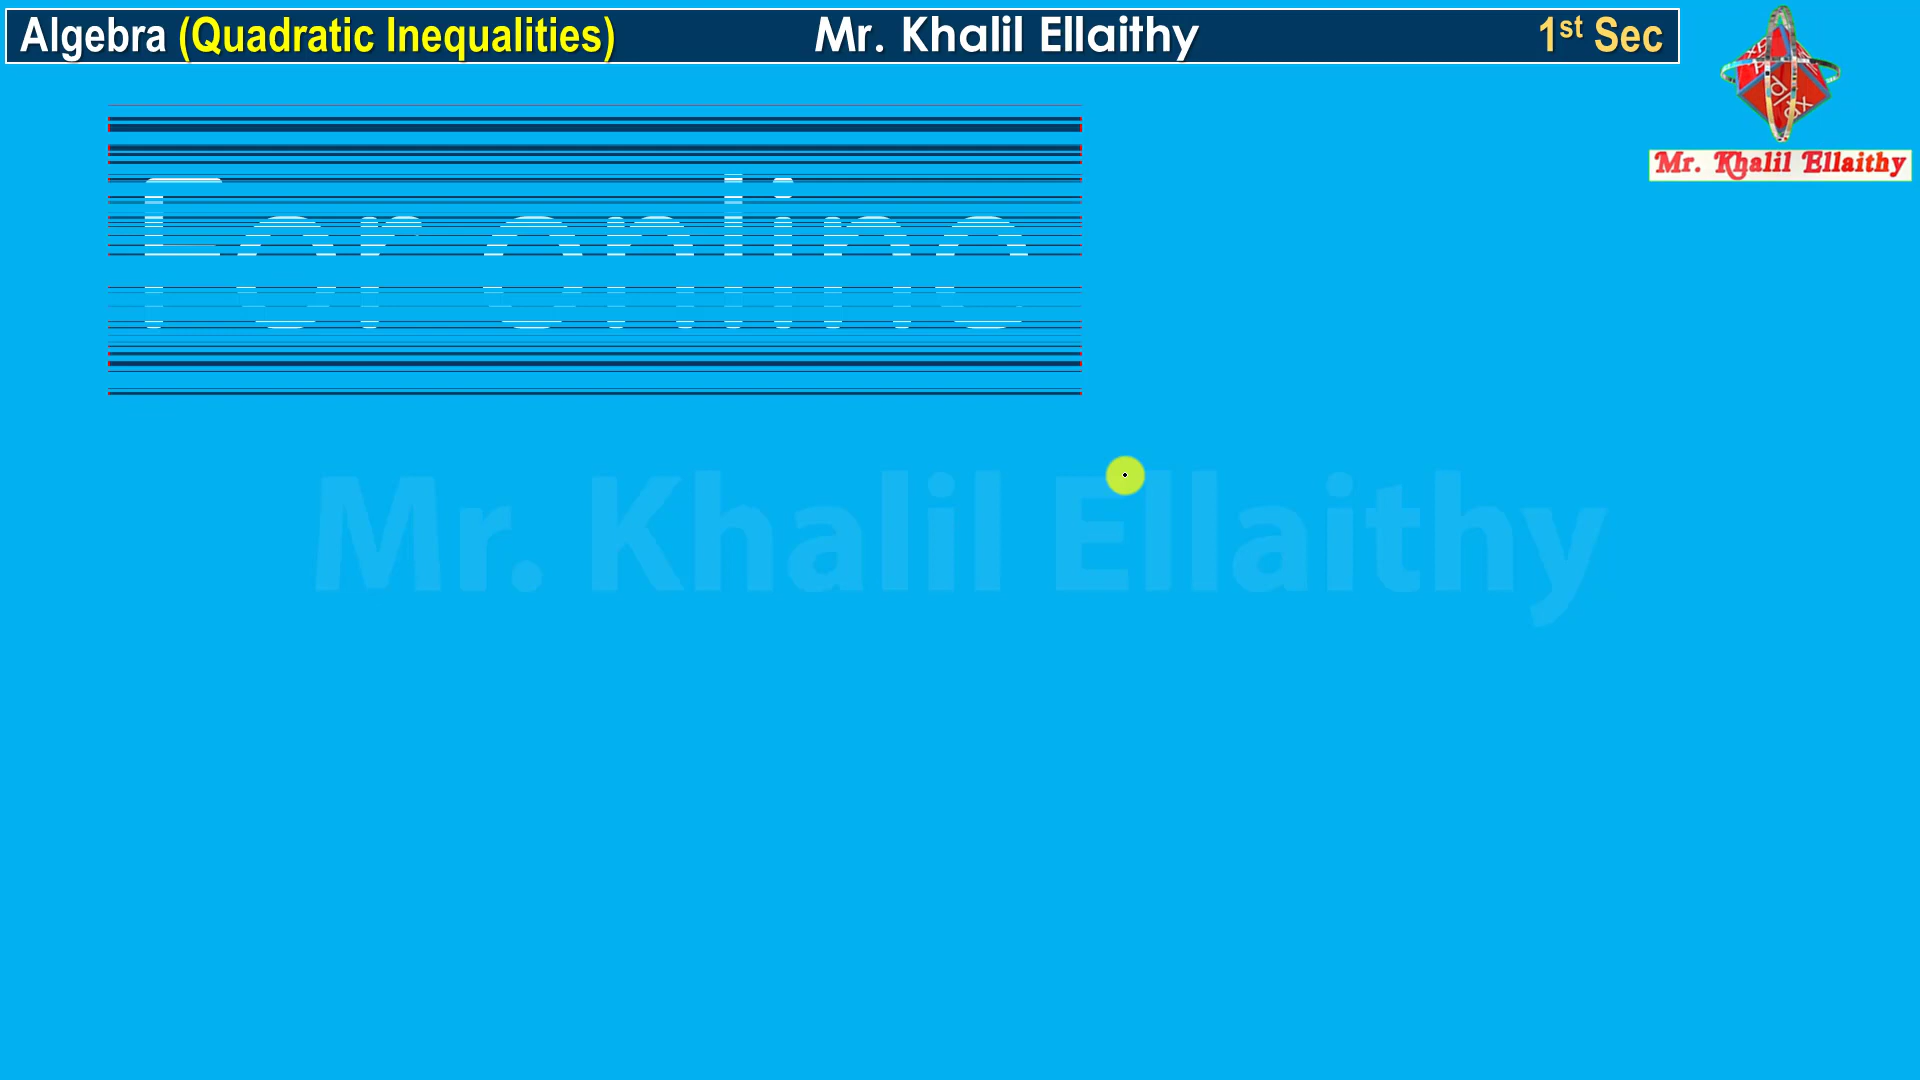 Algebra (Quadratic Inequalities) Mr. Khalil Ellaithy 1st Sec
Mr. Khalil Ellaithy
For online
Mr. Khalil Ellaithy